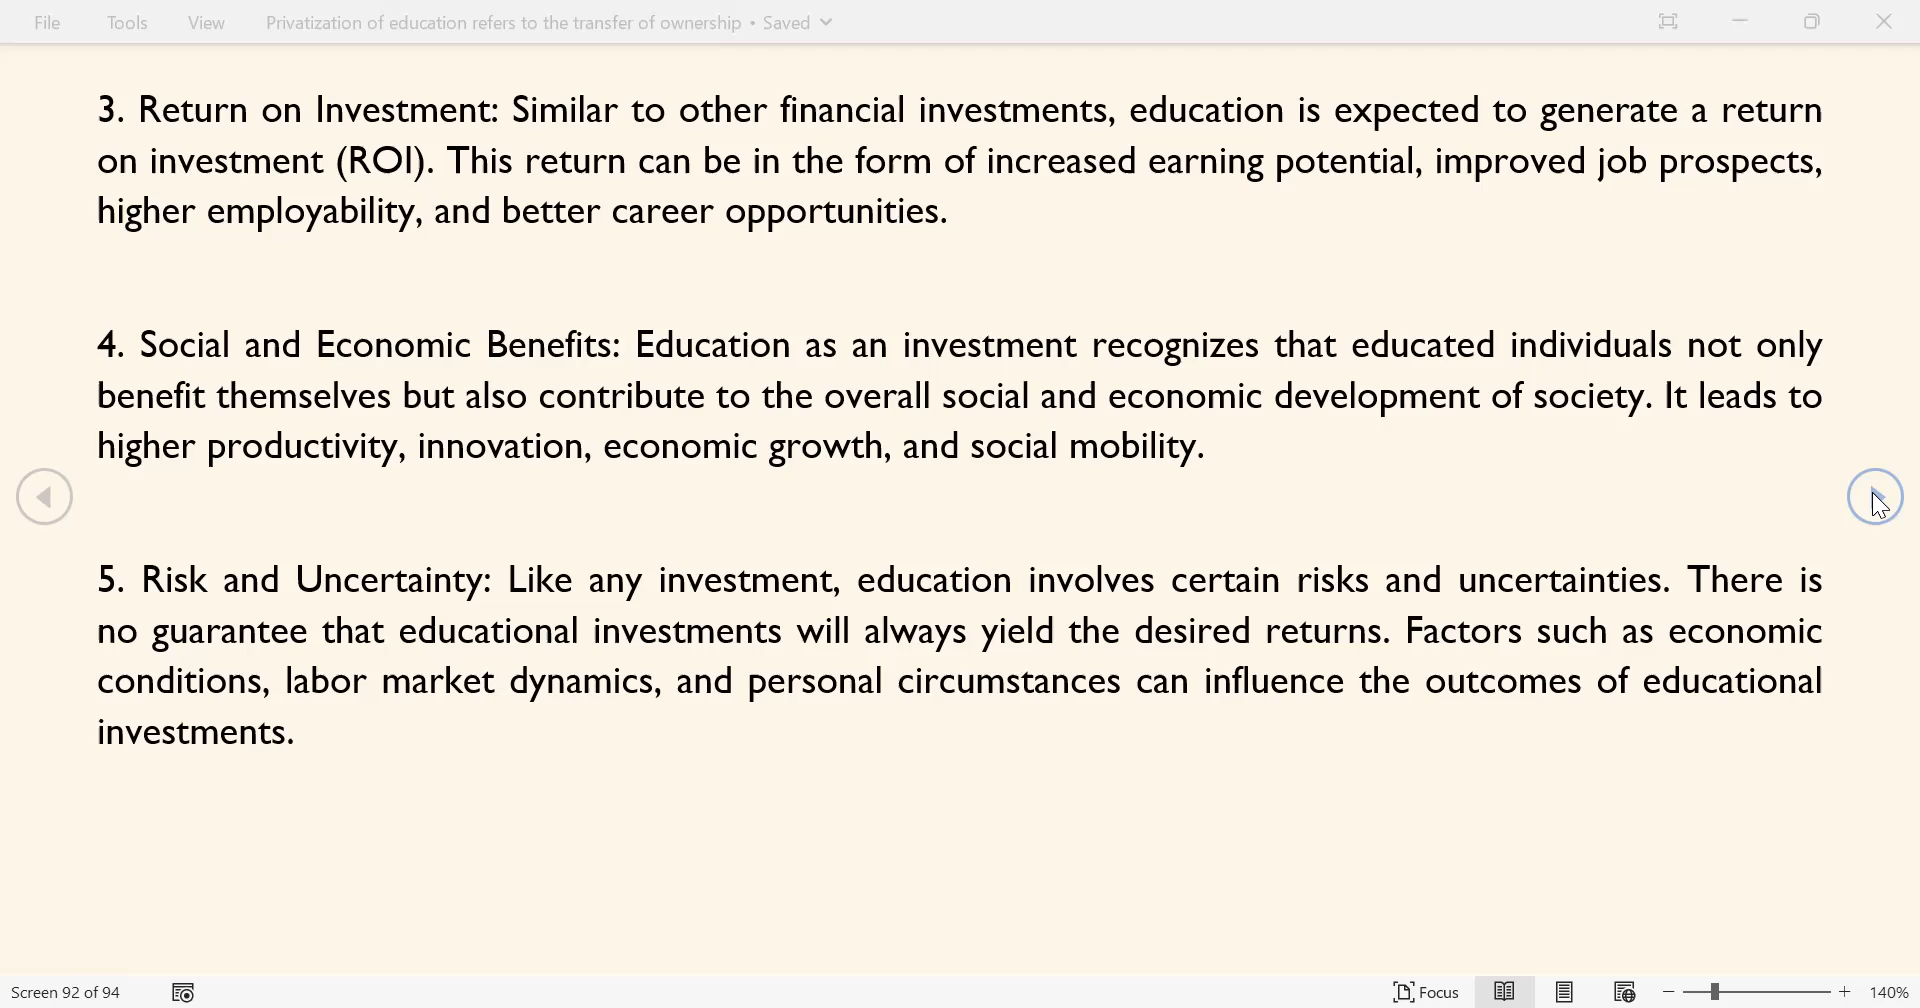 File Tools View Privatization of education refers to the transfer of ownership • Saved
3. Return on Investment: Similar to other financial investments, education is expected to generate a return
on investment (ROI). This return can be in the form of increased earning potential, improved job prospects,
higher employability, and better career opportunities.
4. Social and Economic Benefits: Education as an investment recognizes that educated individuals not only
benefit themselves but also contribute to the overall social and economic development of society. It leads to
higher productivity, innovation, economic growth, and social mobility.
5. Risk and Uncertainty: Like any investment, education involves certain risks and uncertainties. There is
no guarantee that educational investments will always yield the desired returns. Factors such as economic
conditions, labor market dynamics, and personal circumstances can influence the outcomes of educational
investments.
Screen 92 of 94 Focus 140%